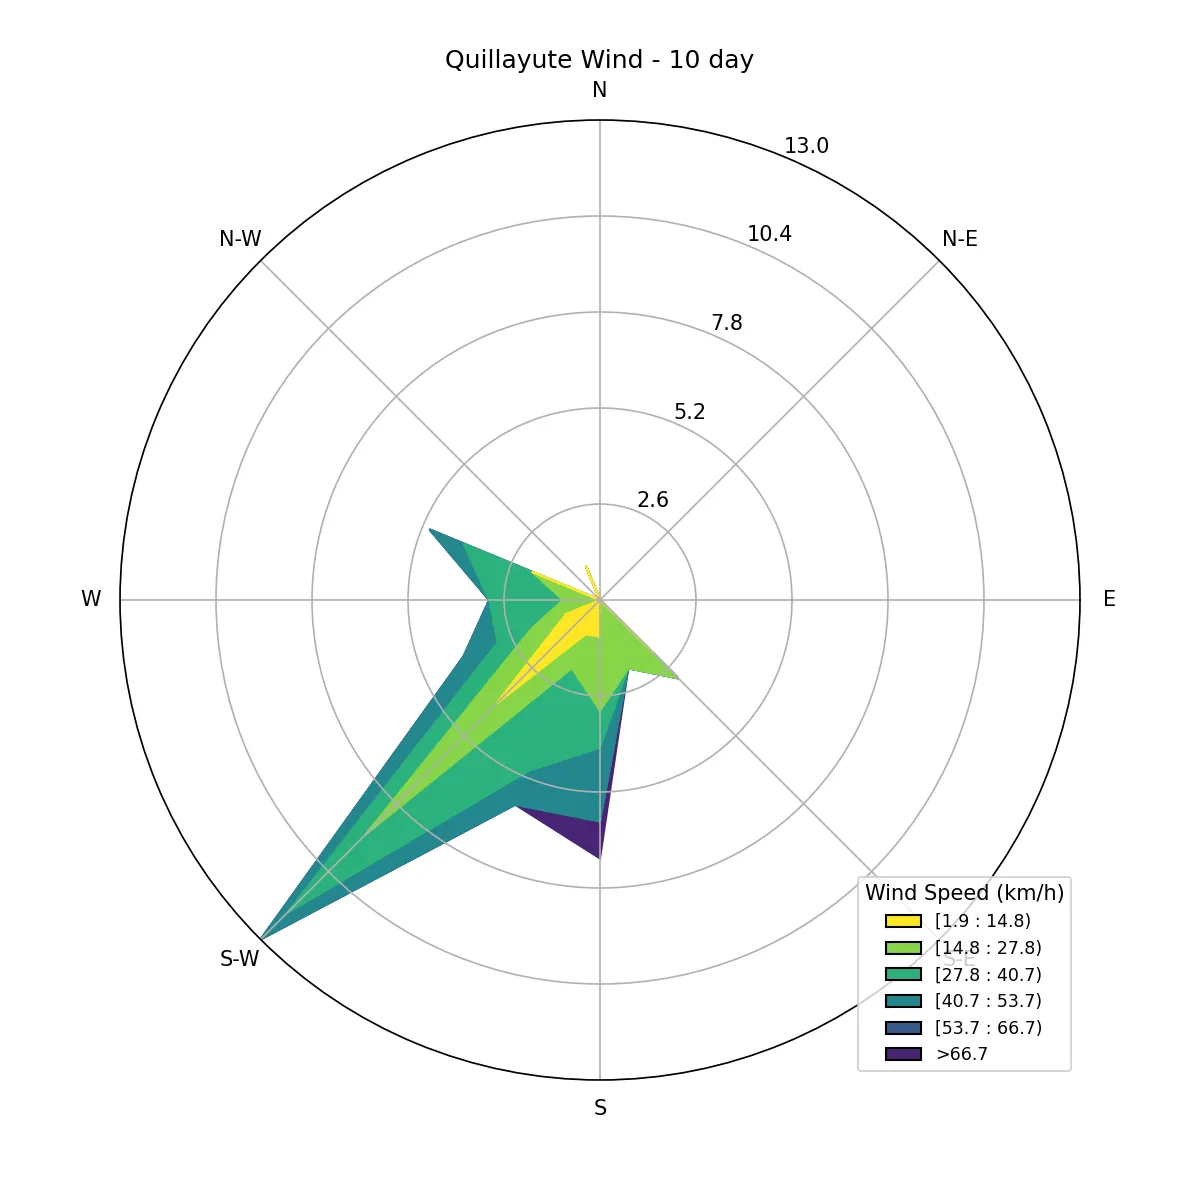 Quillayute Wind - 10 day
N
13.0
N-W
N-E
10.4
7.8
5.2
2.6
W
E
S-W
S-E
S
Wind Speed (km/h)
[1.9 : 14.8)
[14.8 : 27.8)
[27.8 : 40.7)
[40.7 : 53.7)
[53.7 : 66.7)
>66.7